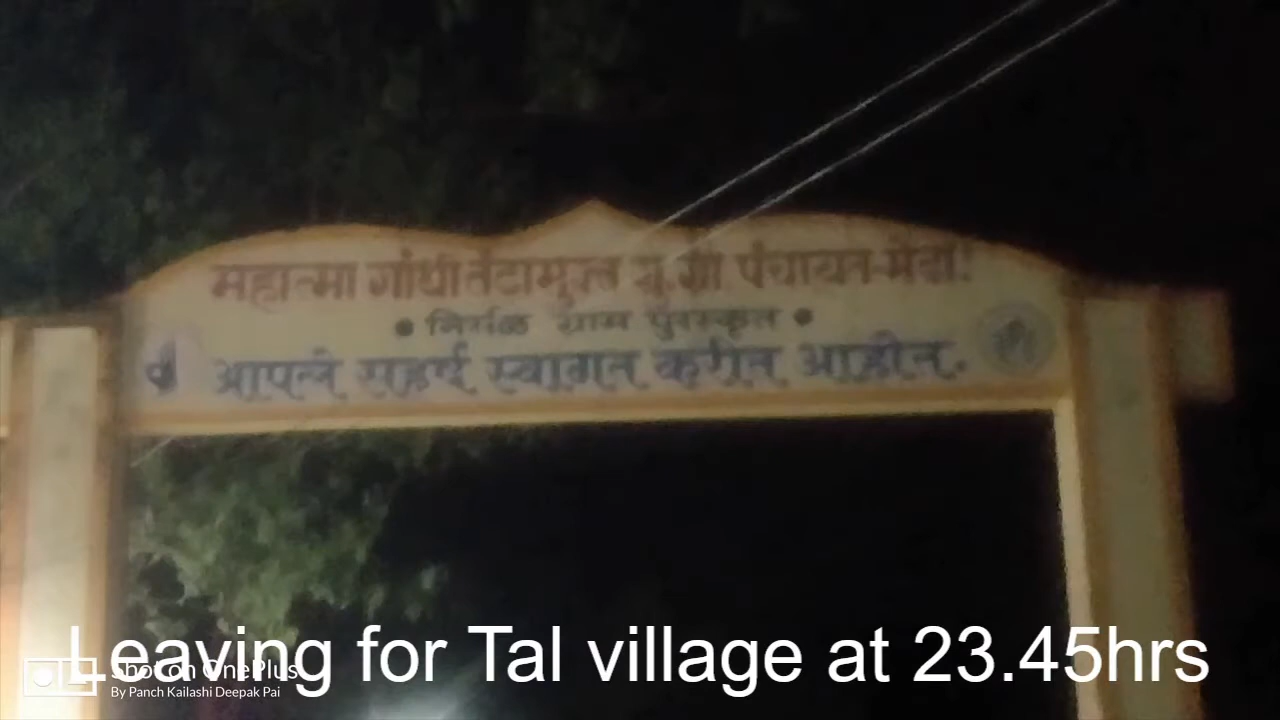 महात्मा गांधी तंटामुक्त ग्रा पंचायत
निर्मळ ग्राम पुरस्कृत
आपले सहर्ष स्वागत करीत आहोत.
Leaving for Tal village at 23.45hrs
Shot on OnePlus
By Panch Kailashi Deepak Pai